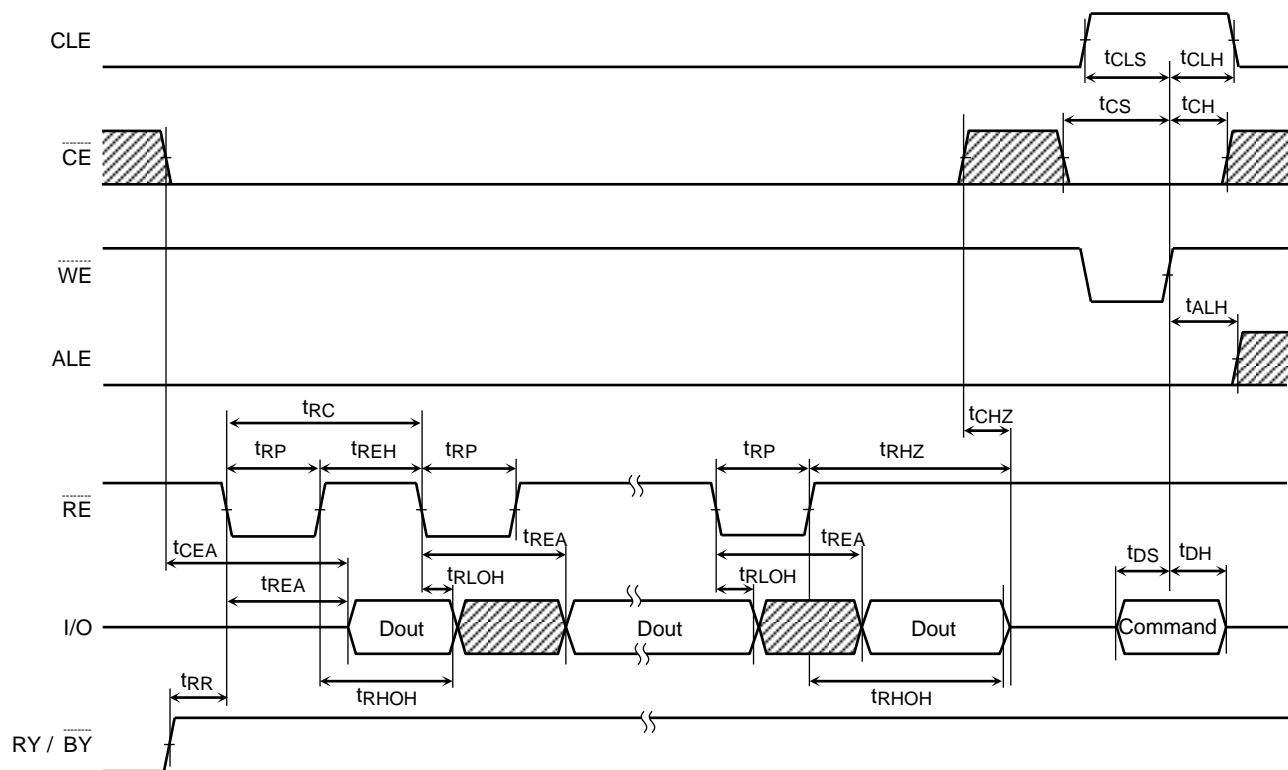 CLE
tCLS tCLH
tCS tCH
CE
WE
tALH
ALE
tRC
tCHZ
tRP tREH tRP tRP tRHZ
RE
tCEA tREA tREA
tDS tDH
tREA tRLOH tRLOH
I/O Dout Dout Dout Command
tRR tRHOH tRHOH
RY / BY